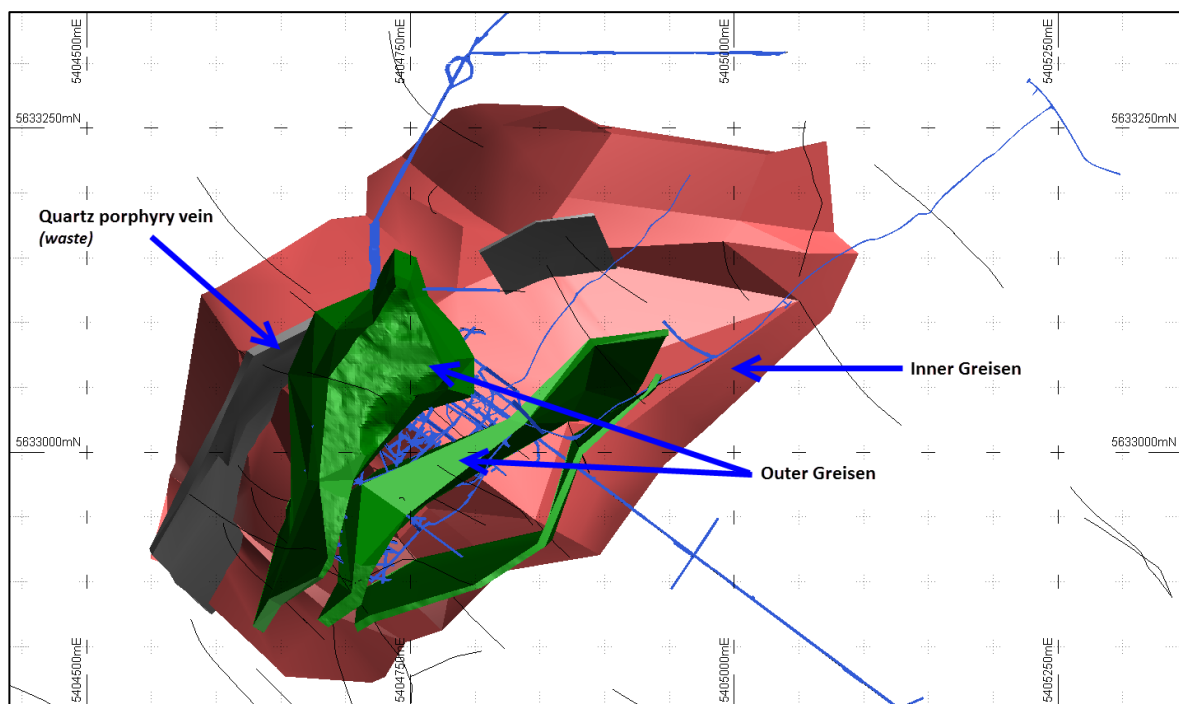 5404500mE
5404750mE
5405000mE
5405250mE
5633250mN
5633250mN
Quartz porphyry vein
(waste)
Inner Greisen
5633000mN
5633000mN
Outer Greisen
5404500mE
5404750mE
5405000mE
5405250mE